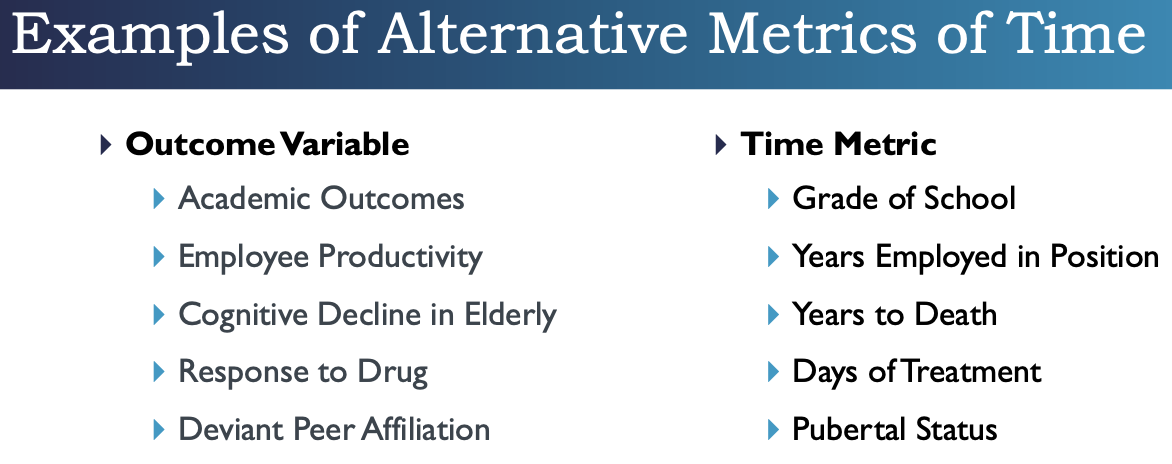 Examples of Alternative Metrics of Time
Outcome Variable
Academic Outcomes
Employee Productivity
Cognitive Decline in Elderly
Response to Drug
Deviant Peer Affiliation
Time Metric
Grade of School
Years Employed in Position
Years to Death
Days of Treatment
Pubertal Status